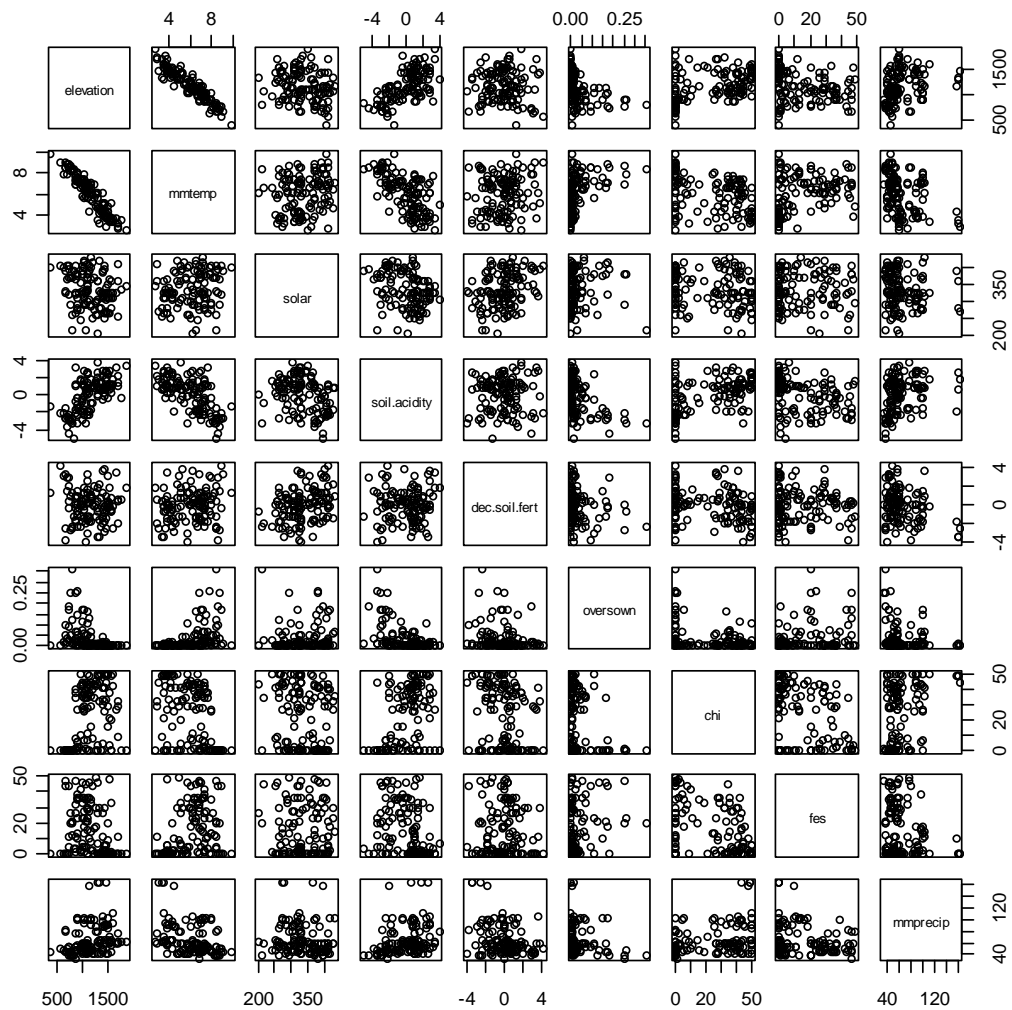 4 8 -4 0 4 0.00 0.25 0 20 50
elevation 500 1500
4 8 mmtemp
solar 200 350
-4 0 4 soil.acidity
dec.soil.fert -4 0 4
0.00 0.25 oversown
chi 0 20 50
0 20 50 fes
mmprecip 40 120
500 1500 200 350 -4 0 4 0 20 50 40 120